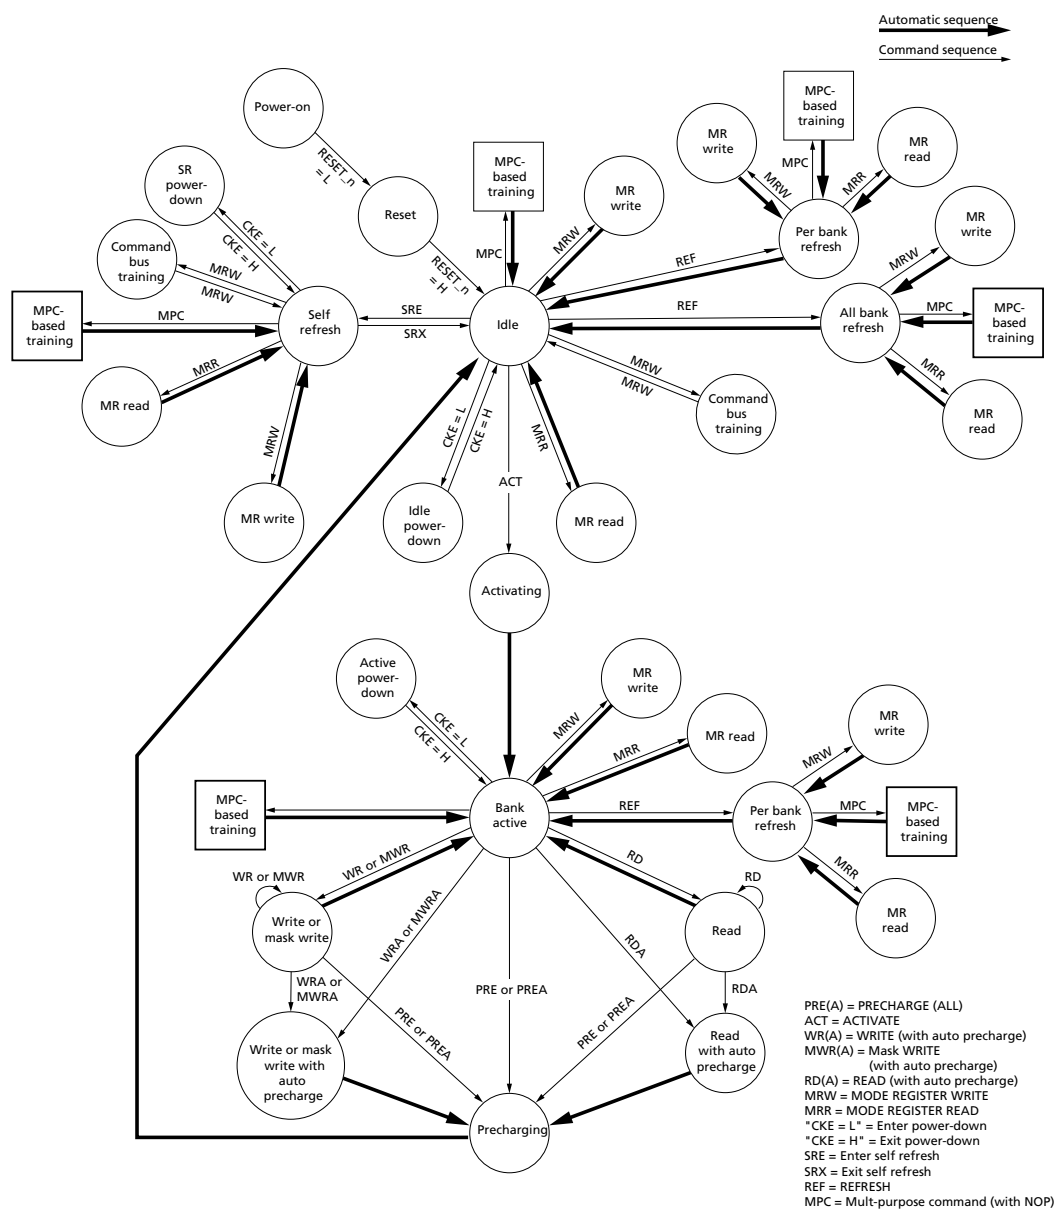 Automatic sequence
Command sequence
Power-on
RESET_n
= L
Reset
RESET_n
= H
SR
power-
down
CKE = L
CKE = H
Command
bus
training
MRW
MRW
MPC-
based
training
MPC
MRR
MR read
MRW
MR write
Self
refresh
SRE
SRX
MPC-
based
training
MPC
MRW
MR
write
Idle
REF
MR
write
MRW
MPC-
based
training
MPC
MRR
MR
read
Per bank
refresh
REF
All bank
refresh
MRW
MR
write
MPC
MPC-
based
training
MRR
MR
read
MRW
MRW
Command
bus
training
CKE = L
CKE = H
Idle
power-
down
ACT
MRR
MR read
Activating
Active
power-
down
CKE = L
CKE = H
MRW
MR
write
MRR
MR read
MPC-
based
training
Bank
active
REF
Per bank
refresh
MRW
MR
write
MPC
MPC-
based
training
MRR
MR
read
WR or MWR
WR or MWR
Write or
mask write
WRA or MWRA
WRA or
MWRA
PRE or PREA
PRE or PREA
RD
RD
Read
RDA
RDA
PRE or PREA
Write or mask
write with
auto
precharge
Read
with auto
precharge
Precharging
PRE(A) = PRECHARGE (ALL)
ACT = ACTIVATE
WR(A) = WRITE (with auto precharge)
MWR(A) = Mask WRITE
(with auto precharge)
RD(A) = READ (with auto precharge)
MRW = MODE REGISTER WRITE
MRR = MODE REGISTER READ
"CKE = L" = Enter power-down
"CKE = H" = Exit power-down
SRE = Enter self refresh
SRX = Exit self refresh
REF = REFRESH
MPC = Mult-purpose command (with NOP)